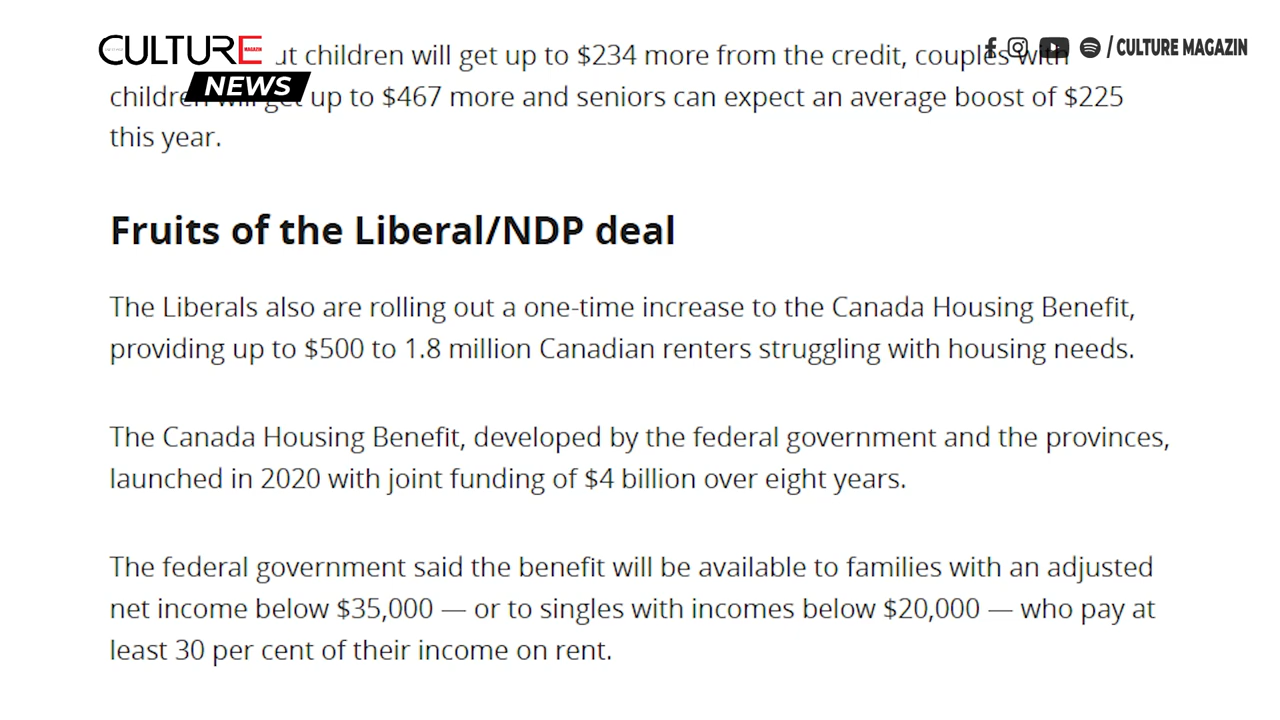 CULTURE
MAGAZIN
NEWS
/ CULTURE MAGAZIN
ut children will get up to $234 more from the credit, couples with
children will get up to $467 more and seniors can expect an average boost of $225
this year.
Fruits of the Liberal/NDP deal
The Liberals also are rolling out a one-time increase to the Canada Housing Benefit,
providing up to $500 to 1.8 million Canadian renters struggling with housing needs.
The Canada Housing Benefit, developed by the federal government and the provinces,
launched in 2020 with joint funding of $4 billion over eight years.
The federal government said the benefit will be available to families with an adjusted
net income below $35,000 — or to singles with incomes below $20,000 — who pay at
least 30 per cent of their income on rent.